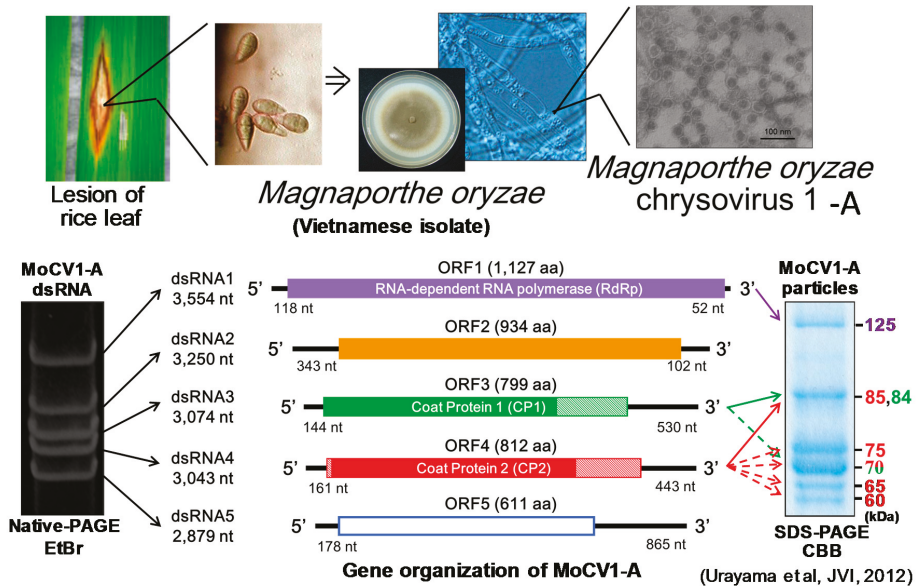 Lesion of
rice leaf
Magnaporthe oryzae
(Vietnamese isolate)
100 nm
Magnaporthe oryzae
chrysovirus 1 -A
MoCV1-A
dsRNA
dsRNA1
3,554 nt
dsRNA2
3,250 nt
dsRNA3
3,074 nt
dsRNA4
3,043 nt
dsRNA5
2,879 nt
Native-PAGE
EtBr
ORF1 (1,127 aa)
5’ RNA-dependent RNA polymerase (RdRp) 3’
118 nt 52 nt
ORF2 (934 aa)
5’ 3’
343 nt 102 nt
ORF3 (799 aa)
5’ Coat Protein 1 (CP1) 3’
144 nt 530 nt
ORF4 (812 aa)
5’ Coat Protein 2 (CP2) 3’
161 nt 443 nt
ORF5 (611 aa)
5’ 3’
178 nt 865 nt
Gene organization of MoCV1-A
MoCV1-A
particles
125
85,84
75
70
65
60
(kDa)
SDS-PAGE
CBB
(Urayama et al, JVI, 2012)